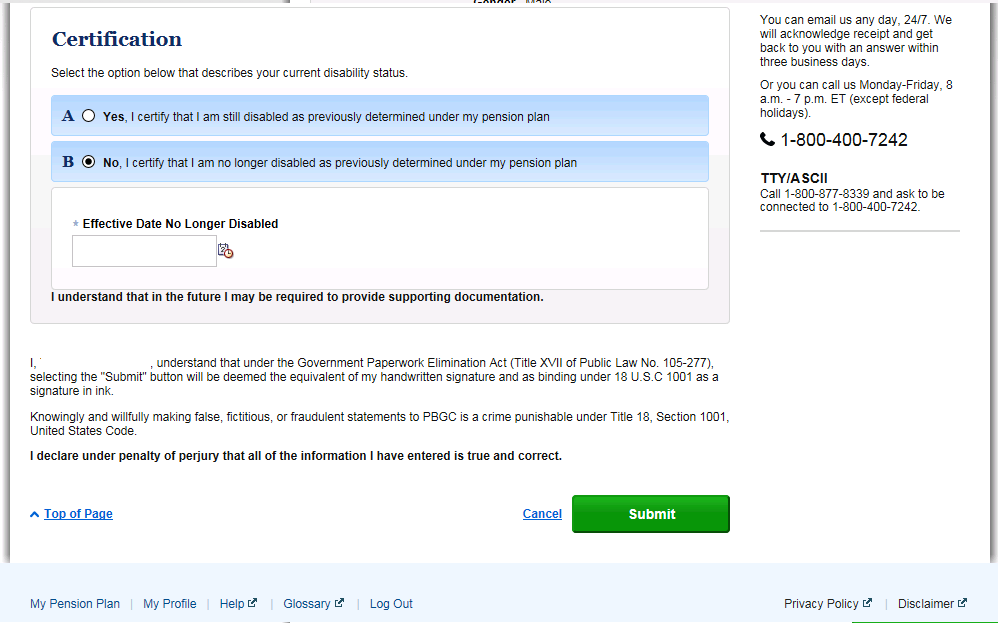 Certification
Select the option below that describes your current disability status.
A Yes, I certify that I am still disabled as previously determined under my pension plan
B No, I certify that I am no longer disabled as previously determined under my pension plan
* Effective Date No Longer Disabled
I understand that in the future I may be required to provide supporting documentation.
I, , understand that under the Government Paperwork Elimination Act (Title XVII of Public Law No. 105-277),
selecting the "Submit" button will be deemed the equivalent of my handwritten signature and as binding under 18 U.S.C 1001 as a
signature in ink.
Knowingly and willfully making false, fictitious, or fraudulent statements to PBGC is a crime punishable under Title 18, Section 1001,
United States Code.
I declare under penalty of perjury that all of the information I have entered is true and correct.
Top of Page
Cancel
Submit
You can email us any day, 24/7. We
will acknowledge receipt and get
back to you with an answer within
three business days.
Or you can call us Monday-Friday, 8
a.m. - 7 p.m. ET (except federal
holidays).
1-800-400-7242
TTY/ASCII
Call 1-800-877-8339 and ask to be
connected to 1-800-400-7242.
My Pension Plan | My Profile | Help | Glossary | Log Out
Privacy Policy | Disclaimer